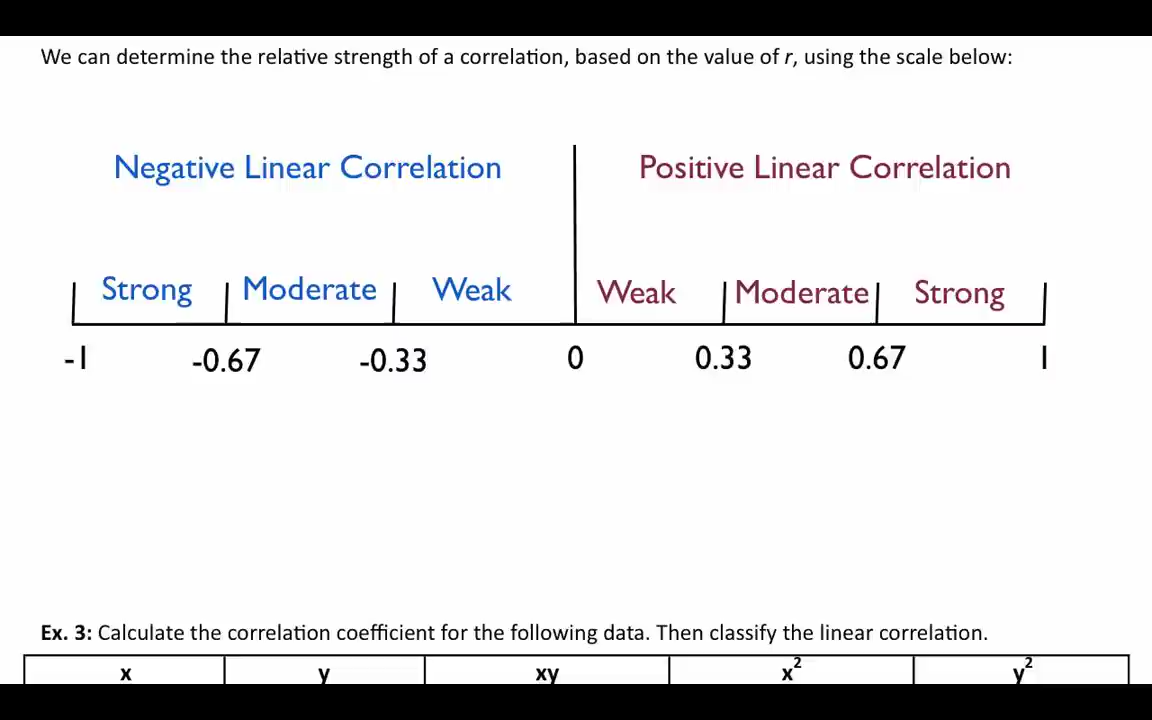 We can determine the relative strength of a correlation, based on the value of r, using the scale below:
Negative Linear Correlation Positive Linear Correlation
Strong Moderate Weak Weak Moderate Strong
-1 -0.67 -0.33 0 0.33 0.67 1
Ex. 3: Calculate the correlation coefficient for the following data. Then classify the linear correlation.
x y xy x² y²